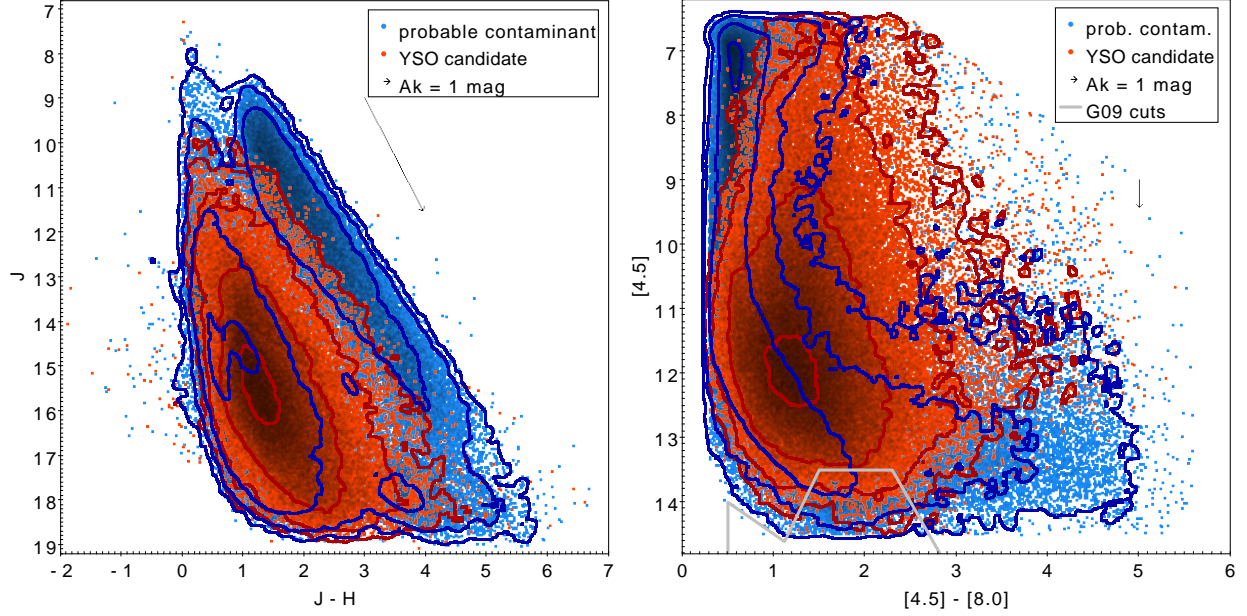 probable contaminant
YSO candidate
Ak = 1 mag
7
8
9
10
11
12
13
14
15
16
17
18
19
J
-2 -1 0 1 2 3 4 5 6 7
J - H
prob. contam.
YSO candidate
Ak = 1 mag
G09 cuts
7
8
9
10
11
12
13
14
[4.5]
0 1 2 3 4 5 6
[4.5] - [8.0]